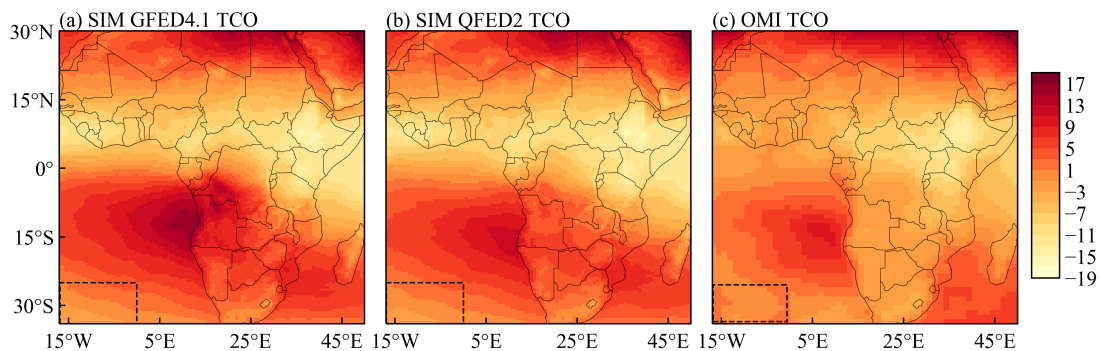 (a) SIM GFED4.1 TCO
(b) SIM QFED2 TCO
(c) OMI TCO
30°N
15°N
0°
15°S
30°S
15°W 5°E 25°E 45°E
15°W 5°E 25°E 45°E
15°W 5°E 25°E 45°E
17
13
9
5
1
−3
−7
−11
−15
−19